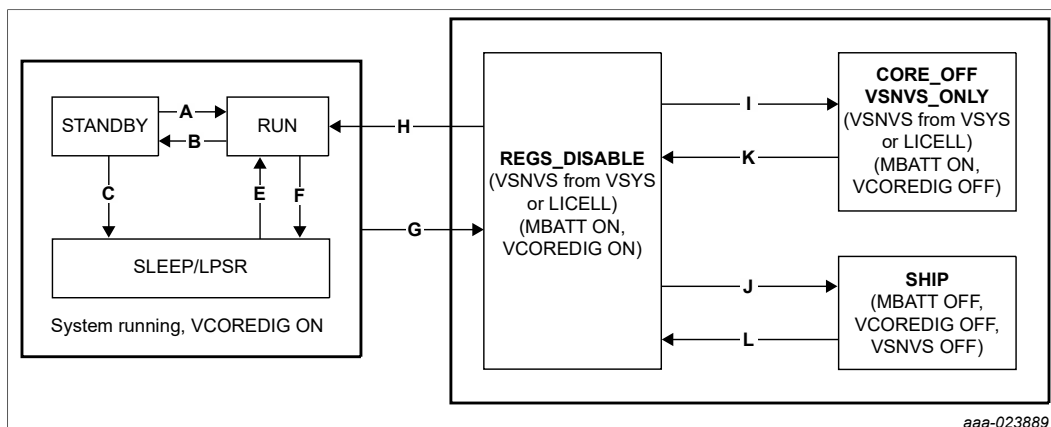 STANDBY
A
B
RUN
C
E
F
SLEEP/LPSR
System running, VCOREDIG ON
H
G
REGS_DISABLE
(VSNVS from VSYS
or LICELL)
(MBATT ON,
VCOREDIG ON)
I
K
J
L
CORE_OFF
VSNVS_ONLY
(VSNVS from VSYS
or LICELL)
(MBATT ON,
VCOREDIG OFF)
SHIP
(MBATT OFF,
VCOREDIG OFF,
VSNVS OFF)
aaa-023889